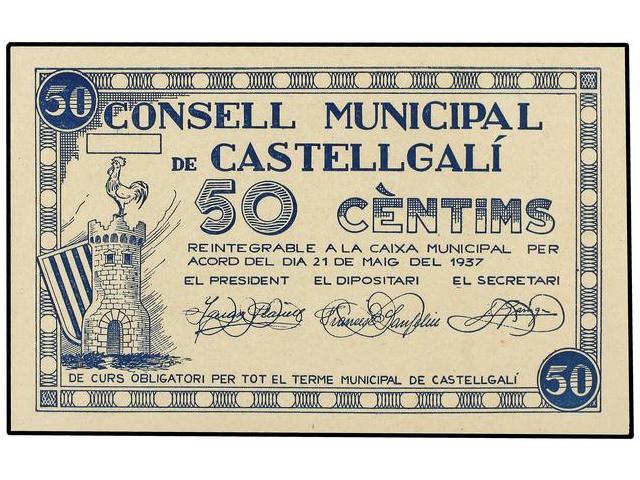 50
CONSELL MUNICIPAL
DE CASTELLGALÍ
50 CÈNTIMS
REINTEGRABLE A LA CAIXA MUNICIPAL PER
ACORD DEL DIA 21 DE MAIG DEL 1937
EL PRESIDENT EL DIPOSITARI EL SECRETARI
DE CURS OBLIGATORI PER TOT EL TERME MUNICIPAL DE CASTELLGALÍ
50